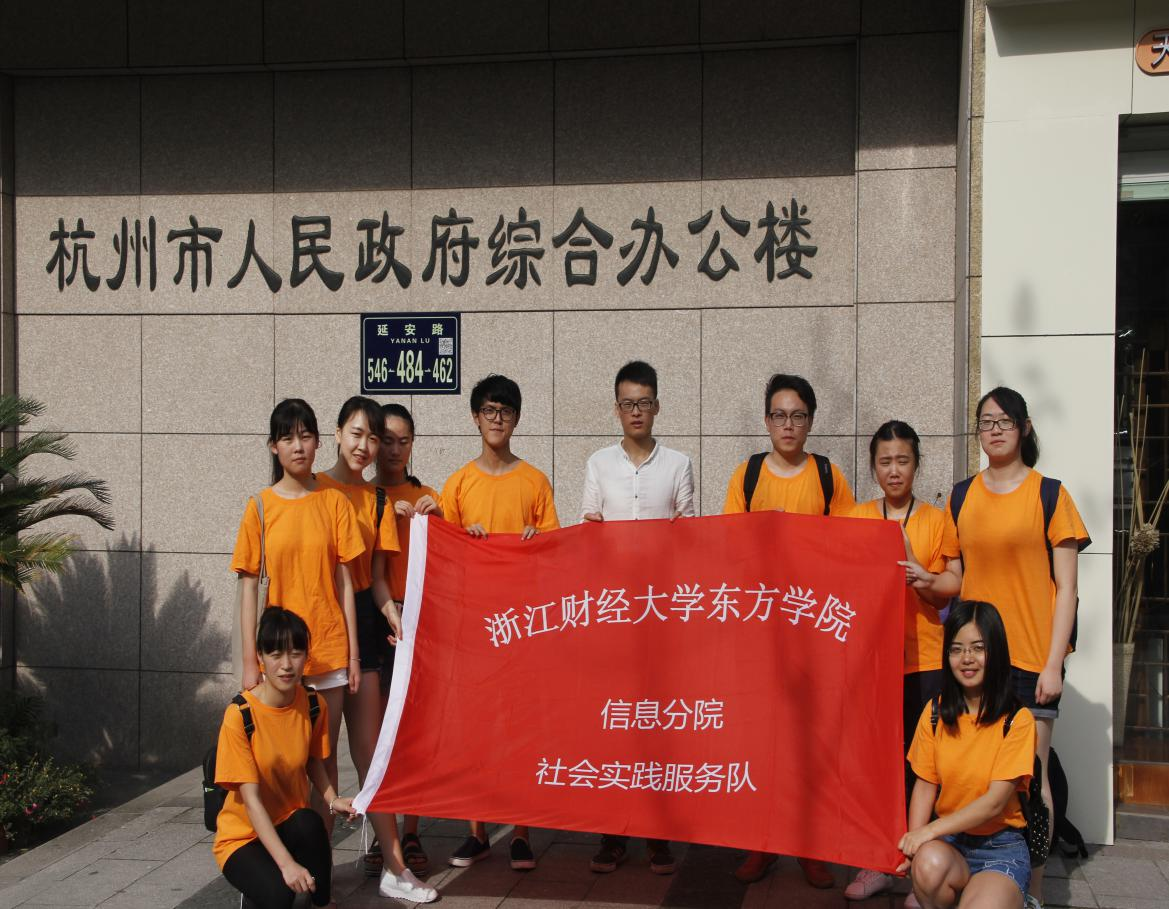 杭州市人民政府综合办公楼
延安路
YANAN LU
546-484-462
浙江财经大学东方学院
信息分院
社会实践服务队